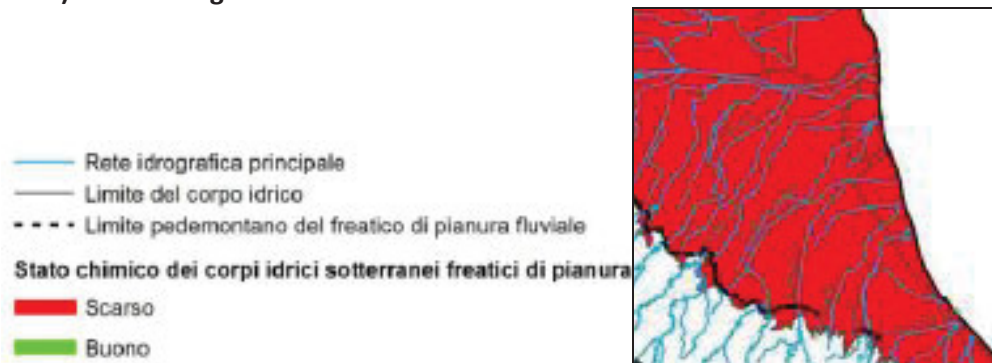 Rete idrografica principale
Limite del corpo idrico
Limite pedemontano del freatico di pianura fluviale
Stato chimico dei corpi idrici sotterranei freatici di pianura
Scarso
Buono